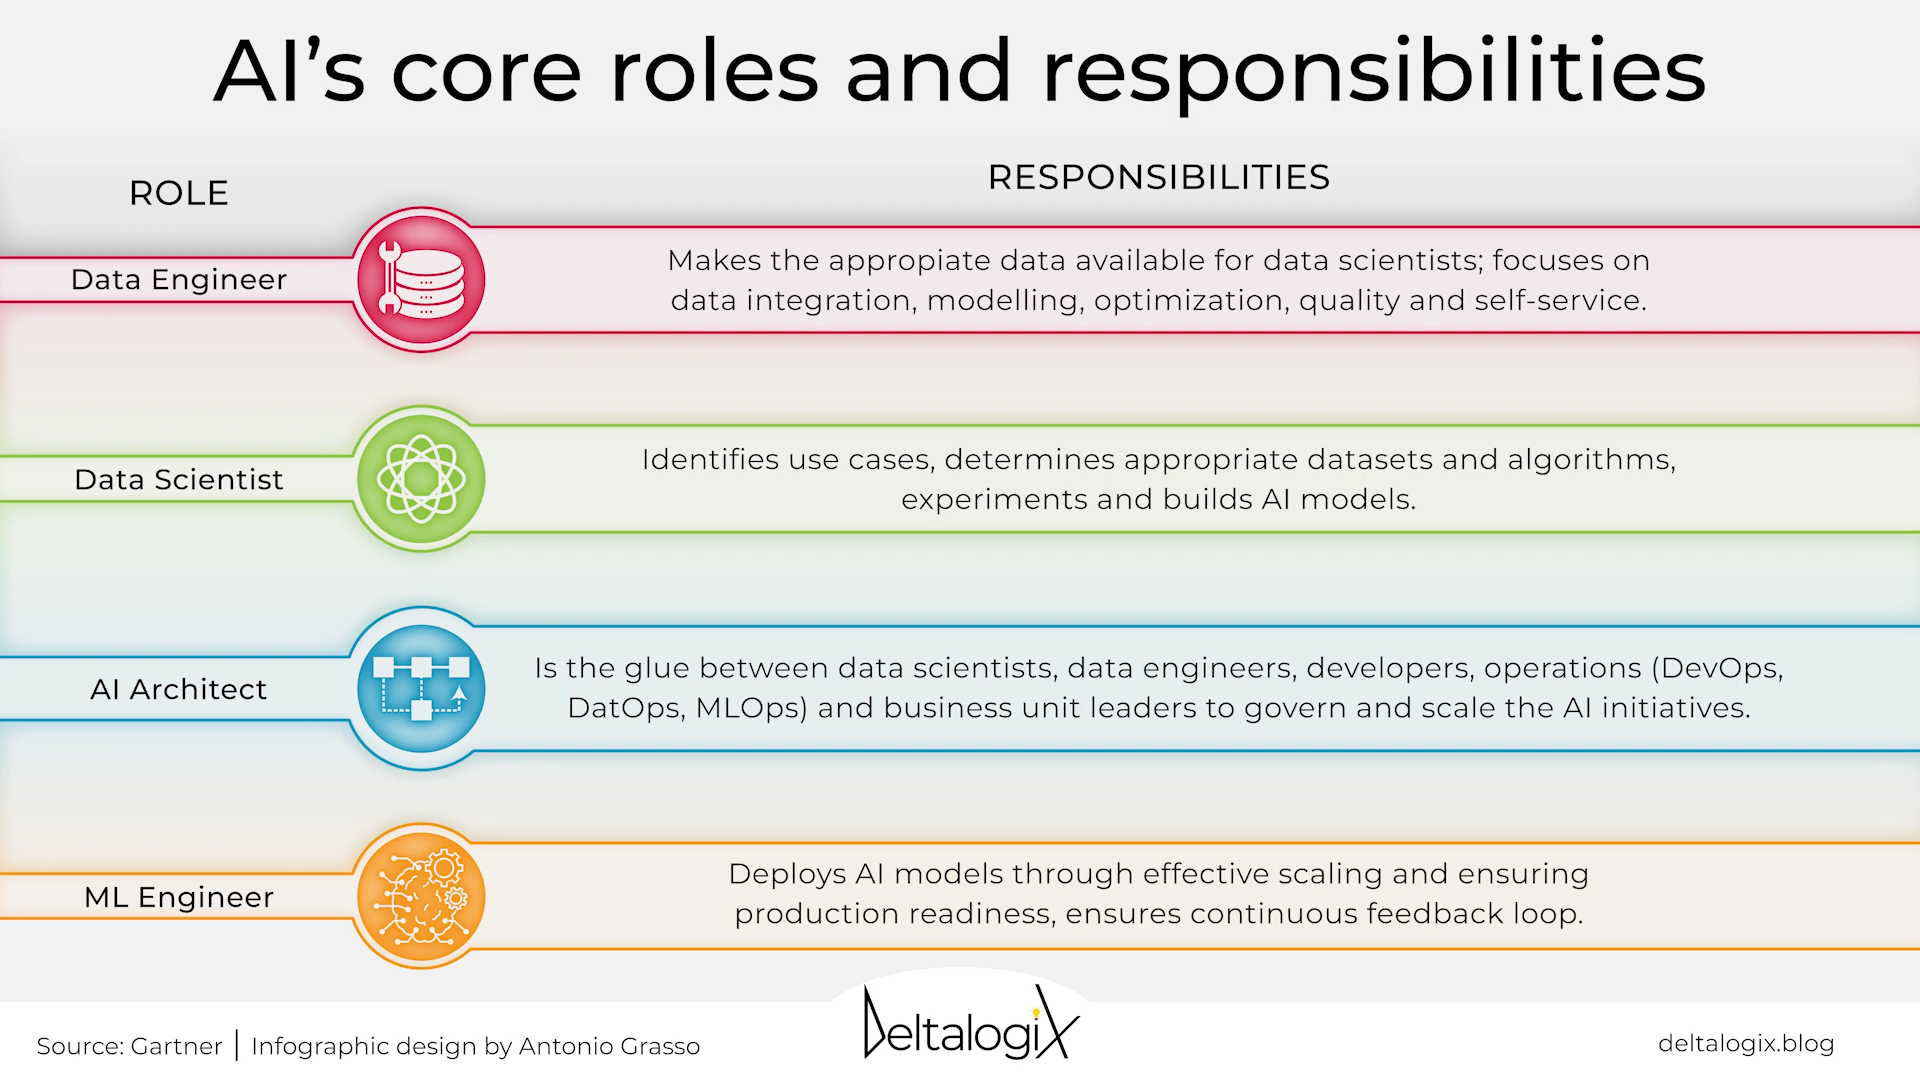 AI’s core roles and responsibilities
ROLE
RESPONSIBILITIES
Data Engineer
Makes the appropiate data available for data scientists; focuses on
data integration, modelling, optimization, quality and self-service.
Data Scientist
Identifies use cases, determines appropriate datasets and algorithms,
experiments and builds AI models.
AI Architect
Is the glue between data scientists, data engineers, developers, operations (DevOps,
DatOps, MLOps) and business unit leaders to govern and scale the AI initiatives.
ML Engineer
Deploys AI models through effective scaling and ensuring
production readiness, ensures continuous feedback loop.
Source: Gartner | Infographic design by Antonio Grasso
DeltalogiX
deltalogix.blog